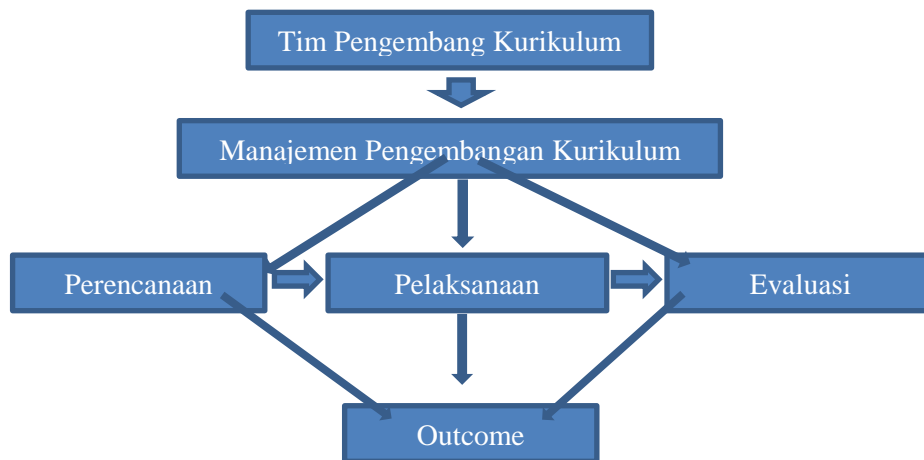 Tim Pengembang Kurikulum
Manajemen Pengembangan Kurikulum
Perencanaan
Pelaksanaan
Evaluasi
Outcome